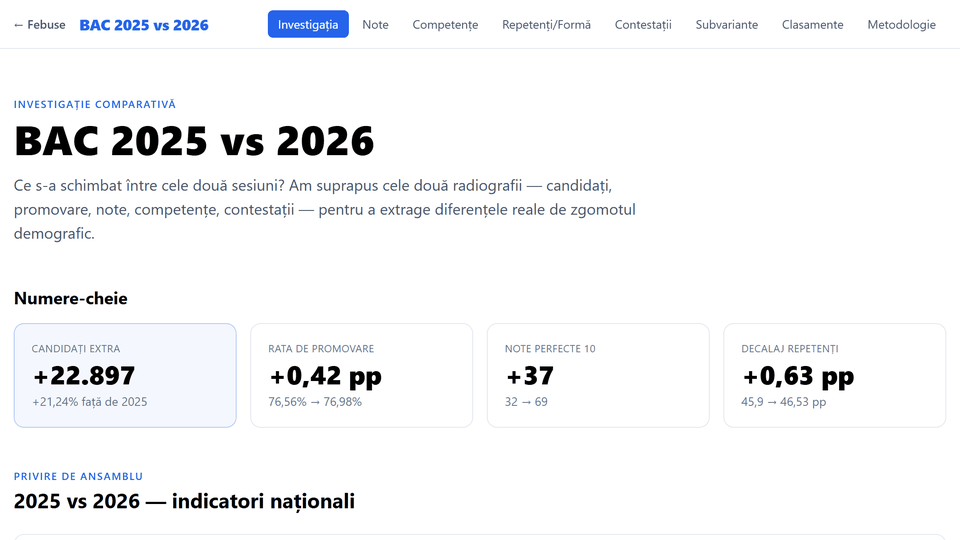 ← Febuse
BAC 2025 vs 2026
Investigația
Note
Competențe
Repetenți/Formă
Contestații
Subvariante
Clasamente
Metodologie
INVESTIGAȚIE COMPARATIVĂ
BAC 2025 vs 2026
Ce s-a schimbat între cele două sesiuni? Am suprapus cele două radiografii — candidați,
promovare, note, competențe, contestații — pentru a extrage diferențele reale de zgomotul
demografic.
Numere-cheie
CANDIDAȚI EXTRA
+22.897
+21,24% față de 2025
RATA DE PROMOVARE
+0,42 pp
76,56% → 76,98%
NOTE PERFECTE 10
+37
32 → 69
DECALAJ REPETENȚI
+0,63 pp
45,9 → 46,53 pp
PRIVIRE DE ANSAMBLU
2025 vs 2026 — indicatori naționali